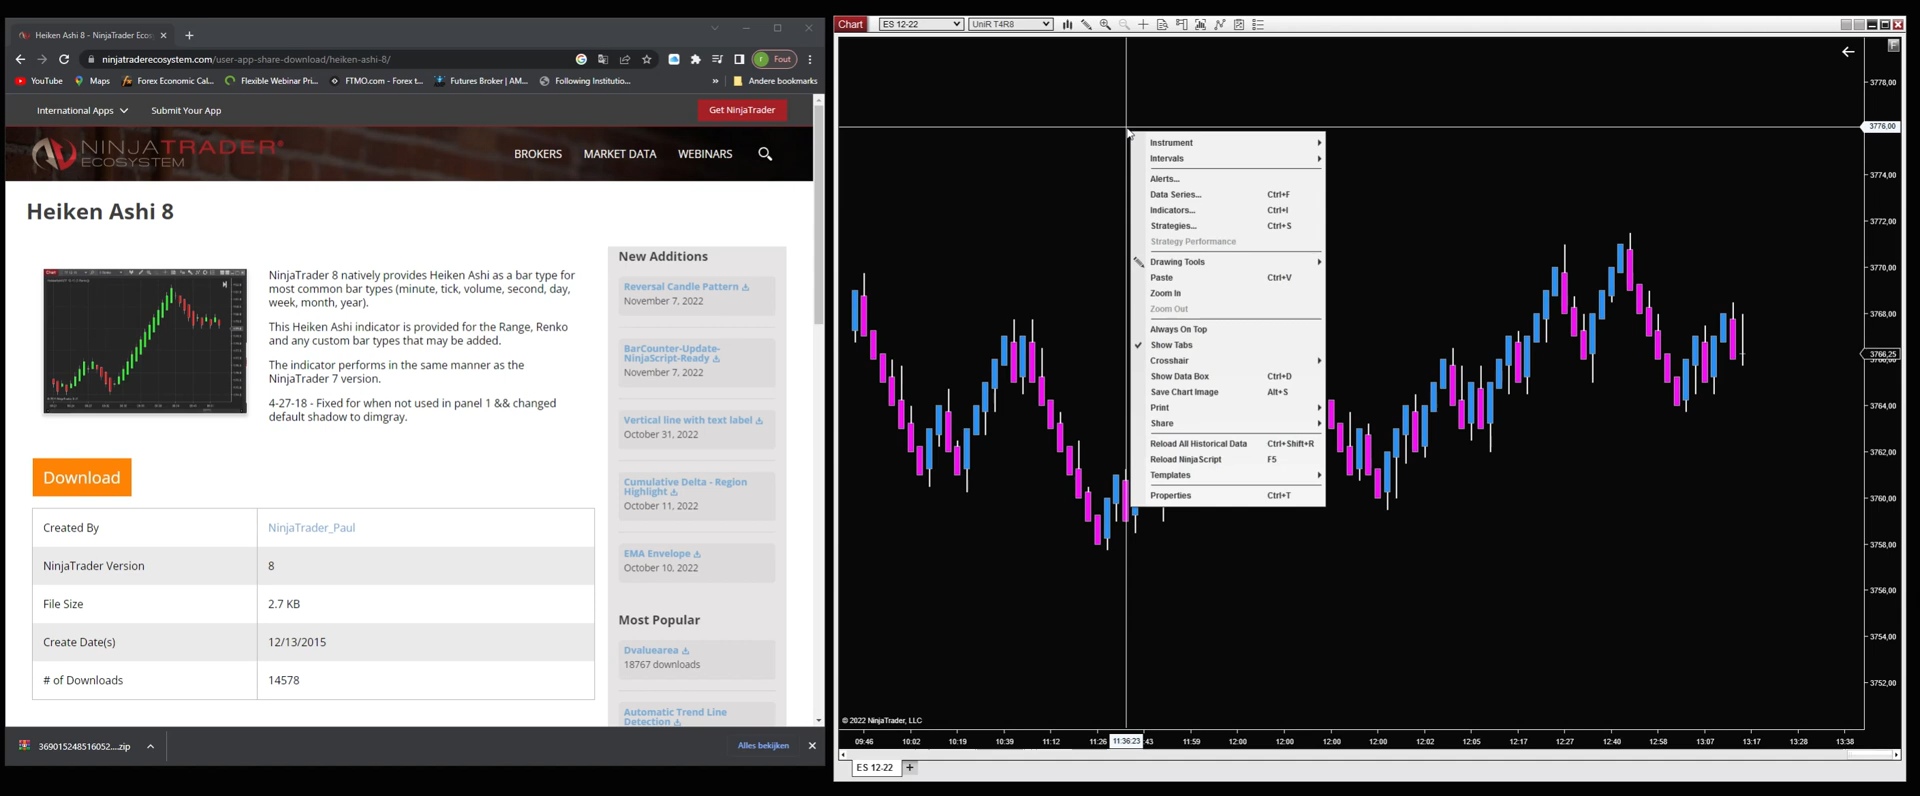 Heiken Ashi 8 - NinjaTrader Ecos
ninjatraderecosystem.com/user-app-share-download/heiken-ashi-8/
Fout
YouTube
Maps
Forex Economic Cal...
Flexible Webinar Pri...
FTMO.com - Forex t...
Futures Broker | AM...
Following Institutio...
»
Andere bookmarks
International Apps
Submit Your App
Get NinjaTrader
NINJATRADER
ECOSYSTEM
BROKERS
MARKET DATA
WEBINARS
Heiken Ashi 8
NinjaTrader 8 natively provides Heiken Ashi as a bar type for
most common bar types (minute, tick, volume, second, day,
week, month, year).
This Heiken Ashi indicator is provided for the Range, Renko
and any custom bar types that may be added.
The indicator performs in the same manner as the
NinjaTrader 7 version.
4-27-18 - Fixed for when not used in panel 1 && changed
default shadow to dimgray.
Download
Created By NinjaTrader_Paul
NinjaTrader Version 8
File Size 2.7 KB
Create Date(s) 12/13/2015
# of Downloads 14578
New Additions
Reversal Candle Pattern
November 7, 2022
BarCounter-Update-
NinjaScript-Ready
November 7, 2022
Vertical line with text label
October 31, 2022
Cumulative Delta - Region
Highlight
October 11, 2022
EMA Envelope
October 10, 2022
Most Popular
Dvaluearea
18767 downloads
Automatic Trend Line
Detection
369015248516052....zip
Alles bekijken
Chart
ES 12-22
UniR T4R8
F
Instrument
Intervals
Alerts...
Data Series... Ctrl+F
Indicators... Ctrl+I
Strategies... Ctrl+S
Strategy Performance
Drawing Tools
Paste Ctrl+V
Zoom In
Zoom Out
Always On Top
Show Tabs
Crosshair
Show Data Box Ctrl+D
Save Chart Image Alt+S
Print
Share
Reload All Historical Data Ctrl+Shift+R
Reload NinjaScript F5
Templates
Properties Ctrl+T
3778,00
3776,00
3774,00
3772,00
3770,00
3768,00
3766,25
3764,00
3762,00
3760,00
3758,00
3756,00
3754,00
3752,00
© 2022 NinjaTrader, LLC
09:46 10:02 10:19 10:39 11:12 11:26 11:36:23 :43 11:59 12:00 12:00 12:00 12:00 12:02 12:05 12:17 12:27 12:40 12:58 13:07 13:17 13:28 13:38
ES 12-22